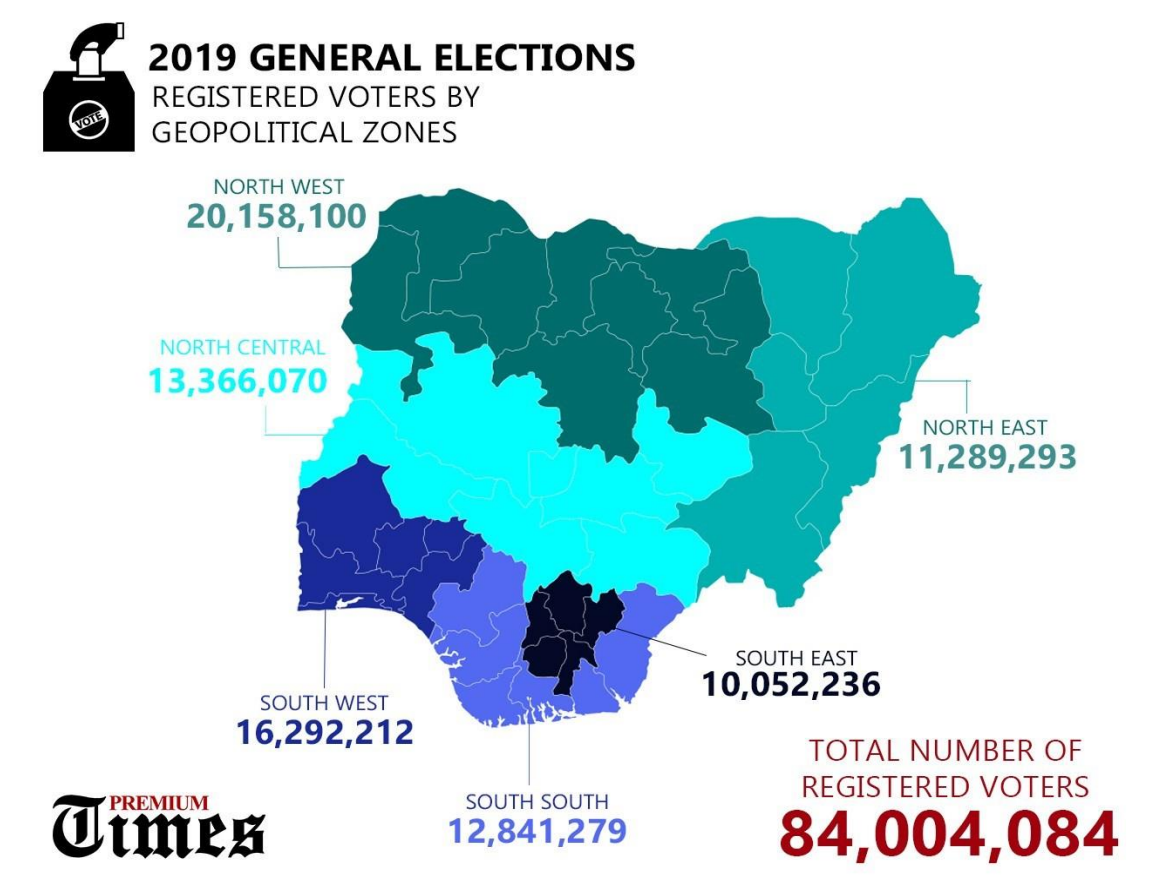 2019 GENERAL ELECTIONS
REGISTERED VOTERS BY
GEOPOLITICAL ZONES
VOTE
NORTH WEST
20,158,100
NORTH CENTRAL
13,366,070
NORTH EAST
11,289,293
SOUTH EAST
10,052,236
SOUTH WEST
16,292,212
SOUTH SOUTH
12,841,279
TOTAL NUMBER OF
REGISTERED VOTERS
84,004,084
PREMIUM
Times